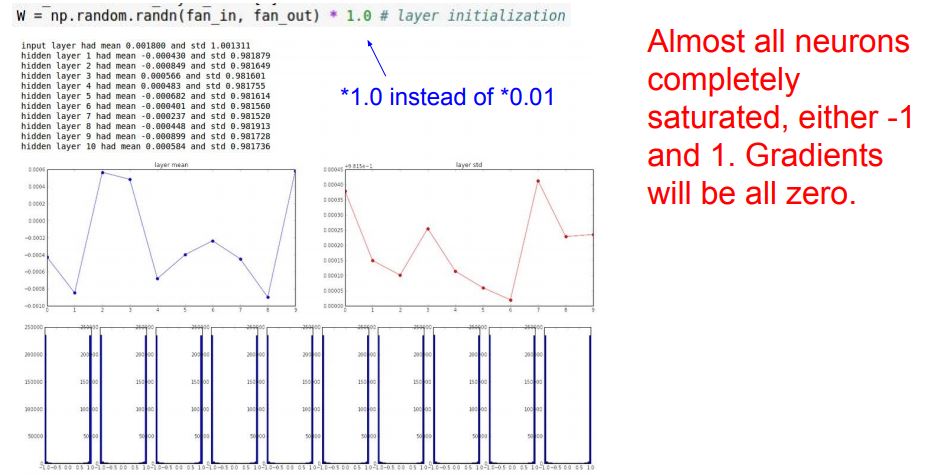 W = np.random.randn(fan_in, fan_out) * 1.0 # layer initialization
input layer had mean 0.001800 and std 1.001311
hidden layer 1 had mean -0.000430 and std 0.981879
hidden layer 2 had mean -0.000849 and std 0.981649
hidden layer 3 had mean 0.000566 and std 0.981601
hidden layer 4 had mean 0.000483 and std 0.981755
hidden layer 5 had mean -0.000682 and std 0.981614
hidden layer 6 had mean -0.000401 and std 0.981560
hidden layer 7 had mean -0.000237 and std 0.981520
hidden layer 8 had mean -0.000448 and std 0.981913
hidden layer 9 had mean -0.000899 and std 0.981728
hidden layer 10 had mean 0.000584 and std 0.981736
*1.0 instead of *0.01
Almost all neurons
completely
saturated, either -1
and 1. Gradients
will be all zero.
layer mean
0.0006
0.0004
0.0002
0.0000
−0.0002
−0.0004
−0.0006
−0.0008
−0.0010
0 1 2 3 4 5 6 7 8 9
layer std
+9.815e−1
0.00045
0.00040
0.00035
0.00030
0.00025
0.00020
0.00015
0.00010
0.00005
0.00000
0 1 2 3 4 5 6 7 8 9
250000
200000
150000
100000
50000
0
−1.0 −0.5 0.0 0.5 1.0